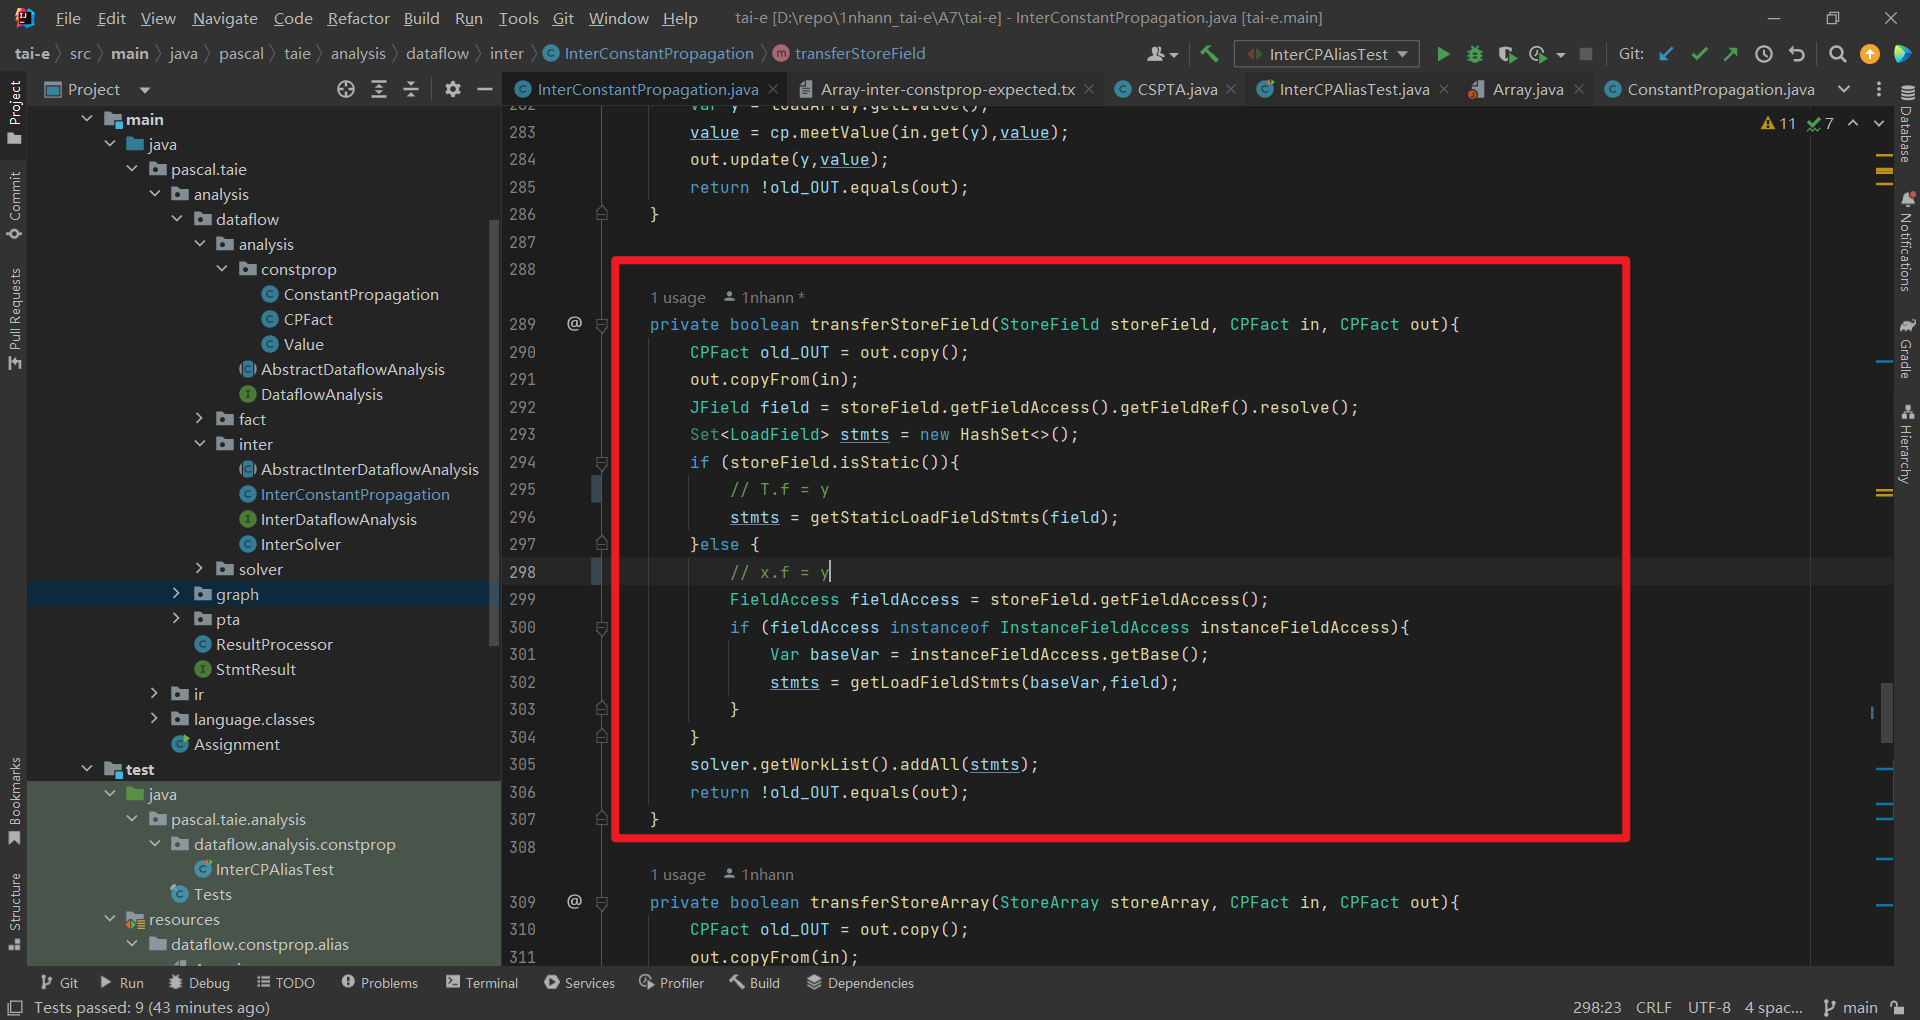 File Edit View Navigate Code Refactor Build Run Tools Git Window Help tai-e [D:\repo\1nhann_tai-e\A7\tai-e] - InterConstantPropagation.java [tai-e.main]
tai-e src main java pascal taie analysis dataflow inter InterConstantPropagation transferStoreField InterCPAliasTest Git:
Project InterConstantPropagation.java Array-inter-constprop-expected.tx CSPTA.java InterCPAliasTest.java Array.java ConstantPropagation.java
Project
Commit
Pull Requests
Bookmarks
Structure
main
java
pascal.taie
analysis
dataflow
analysis
constprop
ConstantPropagation
CPFact
Value
AbstractDataflowAnalysis
DataflowAnalysis
fact
inter
AbstractInterDataflowAnalysis
InterConstantPropagation
InterDataflowAnalysis
InterSolver
solver
graph
pta
ResultProcessor
StmtResult
ir
language.classes
Assignment
test
java
pascal.taie.analysis
dataflow.analysis.constprop
InterCPAliasTest
Tests
resources
dataflow.constprop.alias
11 7
282 Var y = loadArray.getLValue();
283 value = cp.meetValue(in.get(y),value);
284 out.update(y,value);
285 return !old_OUT.equals(out);
286 }
287
288
1 usage 1nhann *
289 @ private boolean transferStoreField(StoreField storeField, CPFact in, CPFact out){
290 CPFact old_OUT = out.copy();
291 out.copyFrom(in);
292 JField field = storeField.getFieldAccess().getFieldRef().resolve();
293 Set<LoadField> stmts = new HashSet<>();
294 if (storeField.isStatic()){
295 // T.f = y
296 stmts = getStaticLoadFieldStmts(field);
297 }else {
298 // x.f = y
299 FieldAccess fieldAccess = storeField.getFieldAccess();
300 if (fieldAccess instanceof InstanceFieldAccess instanceFieldAccess){
301 Var baseVar = instanceFieldAccess.getBase();
302 stmts = getLoadFieldStmts(baseVar,field);
303 }
304 }
305 solver.getWorkList().addAll(stmts);
306 return !old_OUT.equals(out);
307 }
308
1 usage 1nhann
309 @ private boolean transferStoreArray(StoreArray storeArray, CPFact in, CPFact out){
310 CPFact old_OUT = out.copy();
311 out.copyFrom(in);
Database
Notifications
Gradle
Hierarchy
Git Run Debug TODO Problems Terminal Services Profiler Build Dependencies
Tests passed: 9 (43 minutes ago) 298:23 CRLF UTF-8 4 spac... main